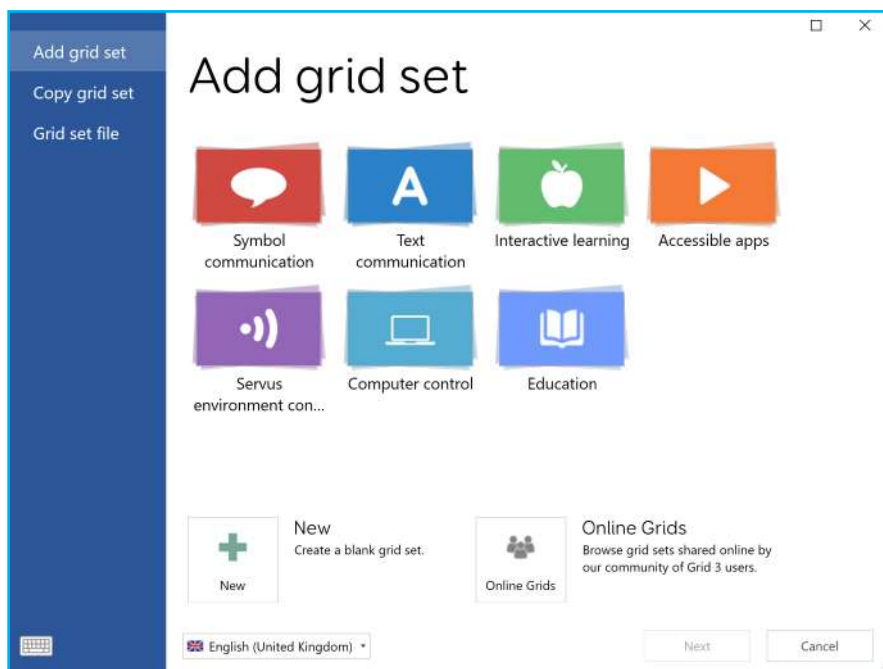 Add grid set
Copy grid set
Grid set file
Add grid set
Symbol
communication
Text
communication
Interactive learning
Accessible apps
Servus
environment con...
Computer control
Education
New
New
Create a blank grid set.
Online Grids
Online Grids
Browse grid sets shared online by
our community of Grid 3 users.
English (United Kingdom)
Next
Cancel